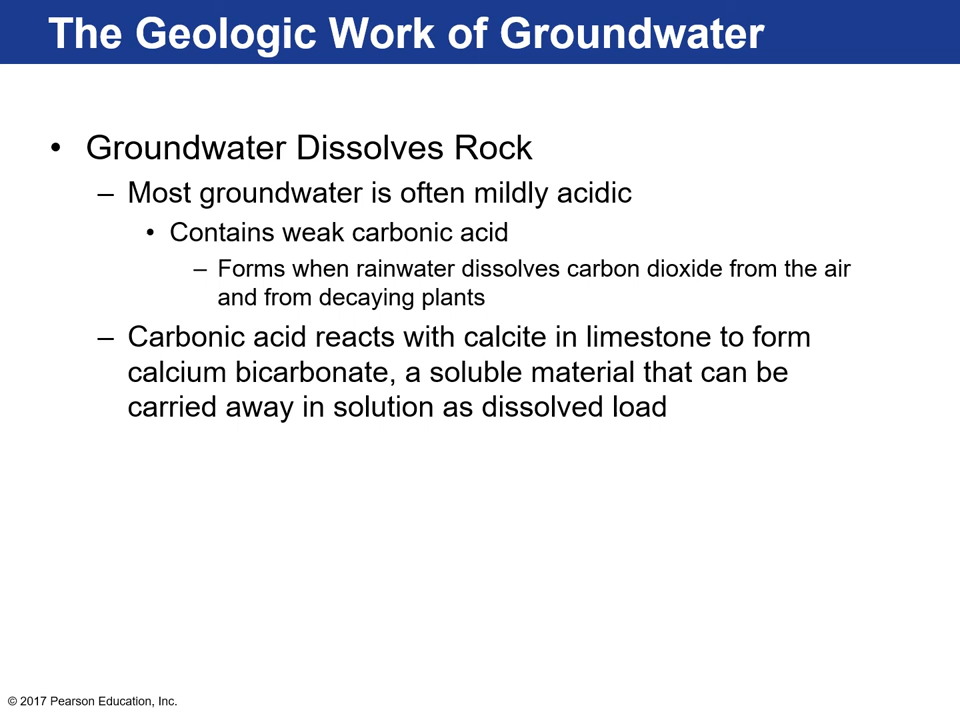 The Geologic Work of Groundwater
• Groundwater Dissolves Rock
– Most groundwater is often mildly acidic
• Contains weak carbonic acid
– Forms when rainwater dissolves carbon dioxide from the air
and from decaying plants
– Carbonic acid reacts with calcite in limestone to form
calcium bicarbonate, a soluble material that can be
carried away in solution as dissolved load
© 2017 Pearson Education, Inc.